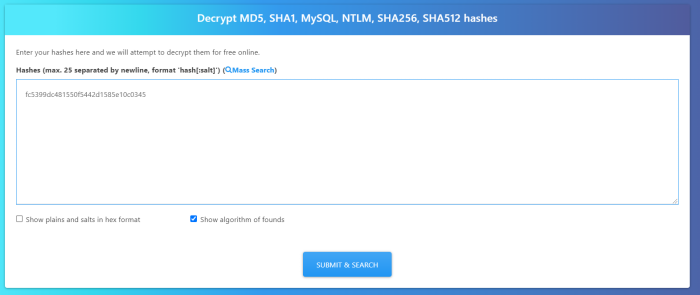 Decrypt MD5, SHA1, MySQL, NTLM, SHA256, SHA512 hashes
Enter your hashes here and we will attempt to decrypt them for free online.
Hashes (max. 25 separated by newline, format 'hash[:salt]') (Mass Search)
fc5399dc481550f5442d1585e10c0345
Show plains and salts in hex format
Show algorithm of founds
SUBMIT & SEARCH